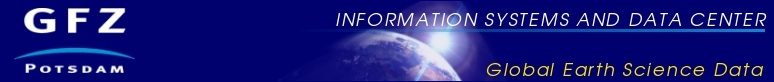 GFZ
POTSDAM
INFORMATION SYSTEMS AND DATA CENTER
Global Earth Science Data